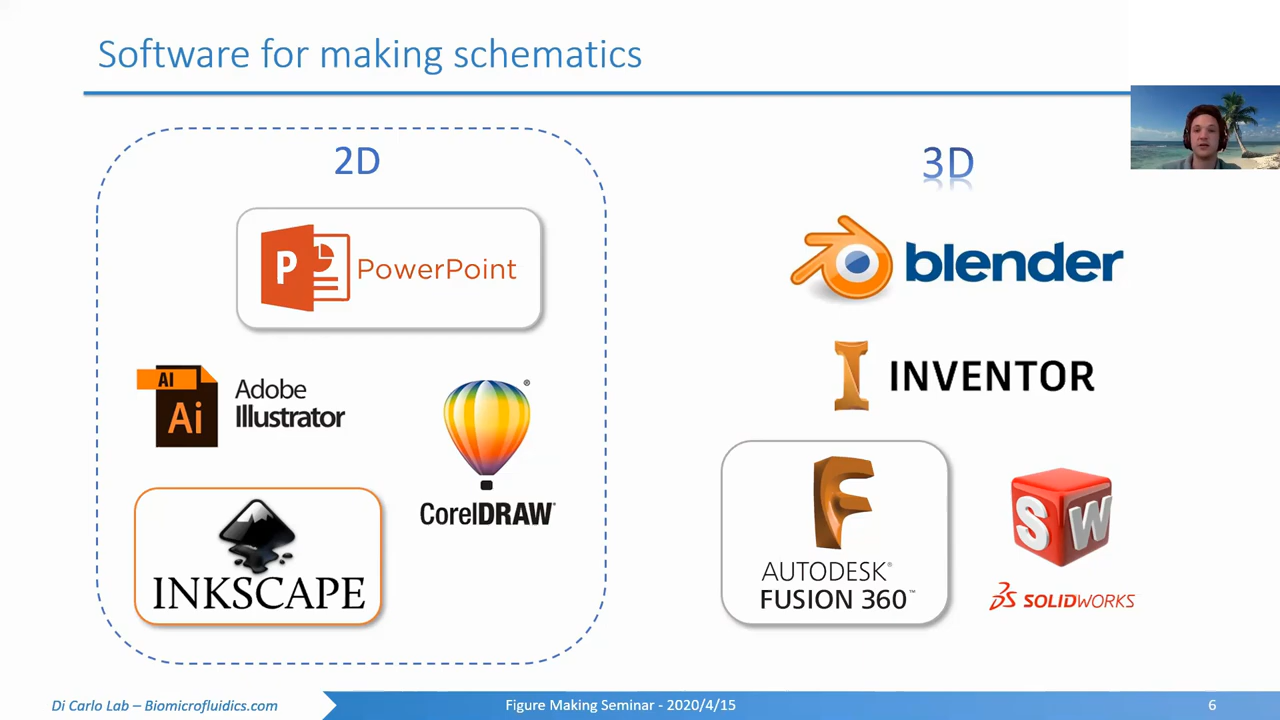 Software for making schematics
2D
P PowerPoint
AI
Ai
Adobe
Illustrator
®
CorelDRAW®
INKSCAPE
3D
blender
INVENTOR
AUTODESK®
FUSION 360™
SW
SOLIDWORKS
Di Carlo Lab – Biomicrofluidics.com
Figure Making Seminar - 2020/4/15
6